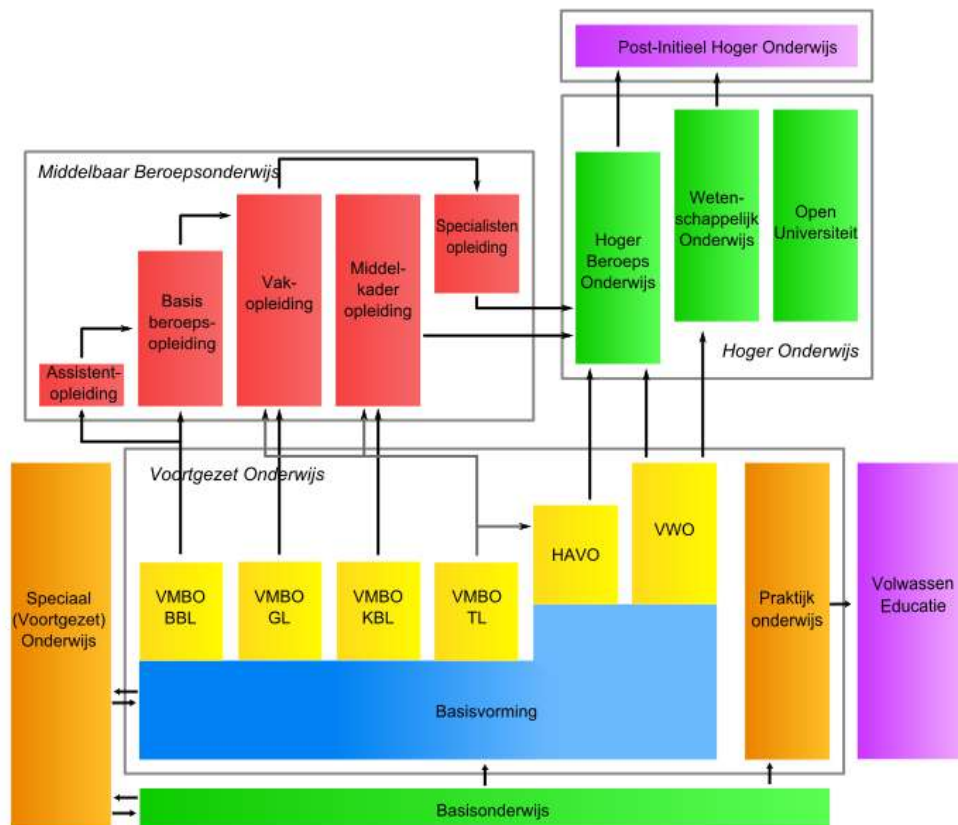 Post-Initieel Hoger Onderwijs
Middelbaar Beroepsonderwijs
Weten-
schappelijk
Onderwijs
Open
Universiteit
Specialisten
opleiding
Hoger
Beroeps
Onderwijs
Middel-
kader
opleiding
Vak-
opleiding
Basis
beroeps-
opleiding
Hoger Onderwijs
Assistent-
opleiding
Voortgezet Onderwijs
VWO
HAVO
Speciaal
(Voortgezet)
Onderwijs
VMBO
BBL
VMBO
GL
VMBO
KBL
VMBO
TL
Praktijk
onderwijs
Volwassen
Educatie
Basisvorming
Basisonderwijs